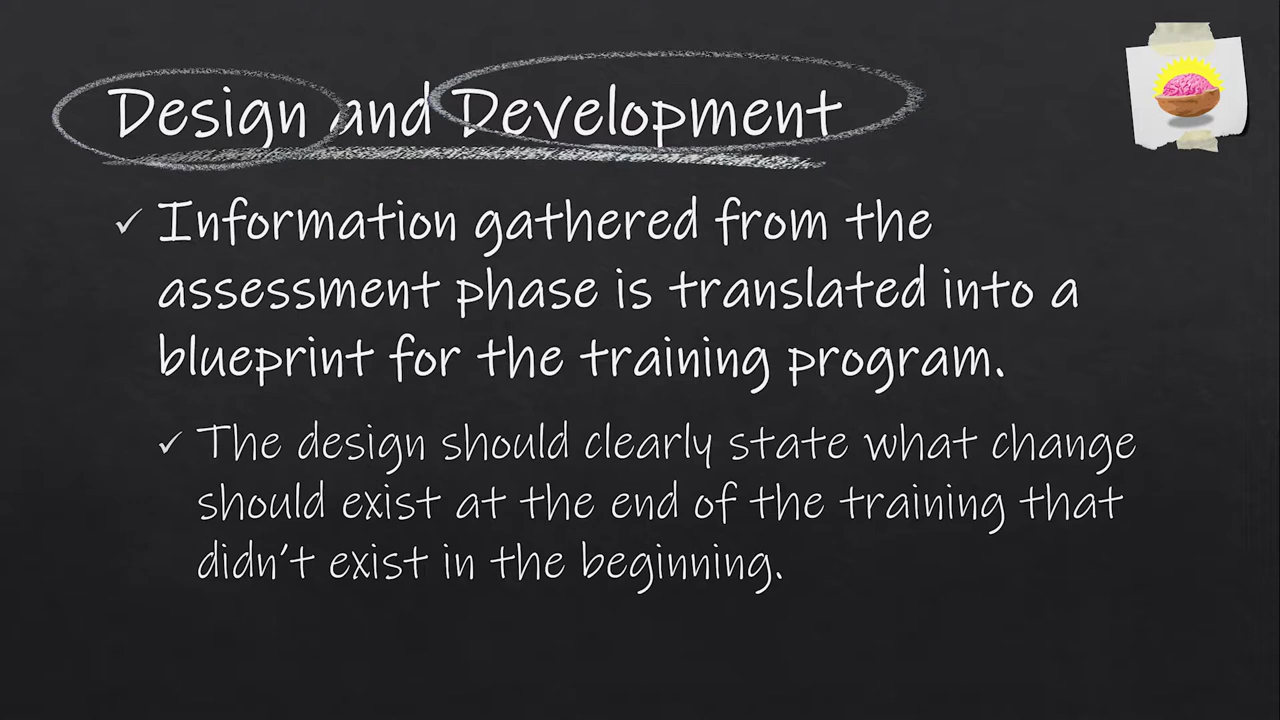 Design and Development
✓ Information gathered from the
assessment phase is translated into a
blueprint for the training program.
✓ The design should clearly state what change
should exist at the end of the training that
didn't exist in the beginning.